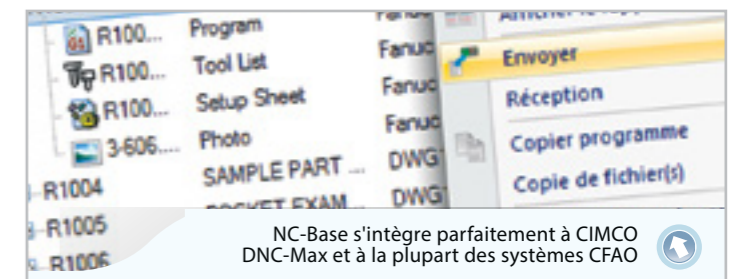 R100... Program Fanuc
R100... Tool List Fanuc
R100... Setup Sheet Fanuc
3-606.... Photo Fanuc
R1004 SAMPLE PART ... DWG
R1005 DWG
R1006
Envoyer
Réception
Copier programme
Copie de fichier(s)
NC-Base s'intègre parfaitement à CIMCO
DNC-Max et à la plupart des systèmes CFAO